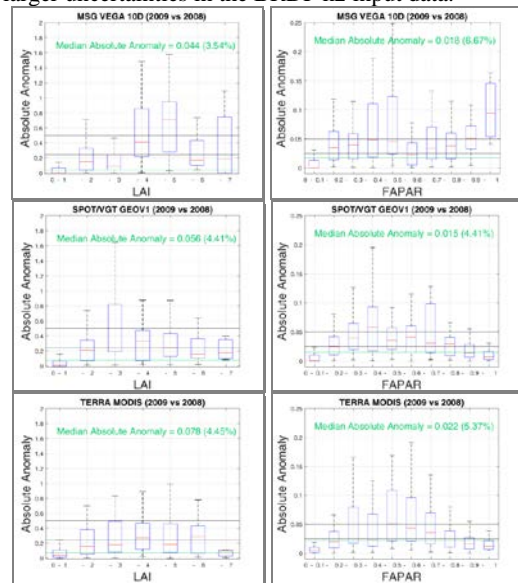 larger uncertainties in the input data.
MSG VEGA 10D (2009 vs 2008)
Median Absolute Anomaly = 0.044 (3.54%)
Absolute Anomaly
LAI
MSG VEGA 10D (2009 vs 2008)
Median Absolute Anomaly = 0.018 (6.67%)
Absolute Anomaly
FAPAR
SPOT/VGT GEOV1 (2009 vs 2008)
Median Absolute Anomaly = 0.056 (4.41%)
Absolute Anomaly
LAI
SPOT/VGT GEOV1 (2009 vs 2008)
Median Absolute Anomaly = 0.015 (4.41%)
Absolute Anomaly
FAPAR
TERRA MODIS (2009 vs 2008)
Median Absolute Anomaly = 0.078 (4.45%)
Absolute Anomaly
LAI
TERRA MODIS (2009 vs 2008)
Median Absolute Anomaly = 0.022 (5.37%)
Absolute Anomaly
FAPAR